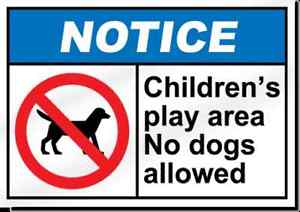 NOTICE
Children's
play area
No dogs
allowed